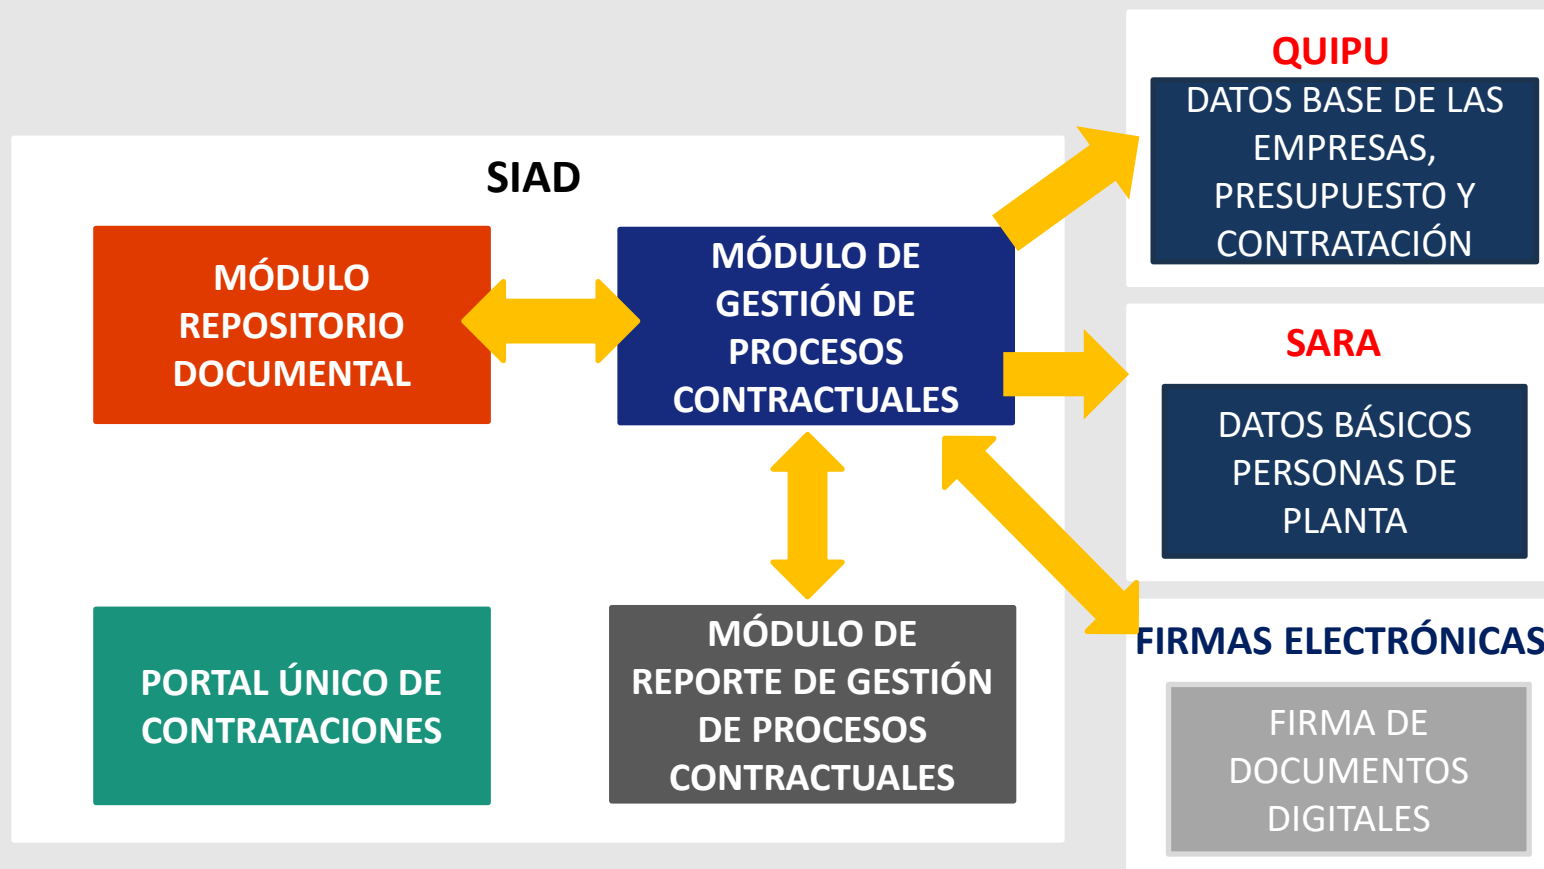 SIAD
MÓDULO
REPOSITORIO
DOCUMENTAL
MÓDULO DE
GESTIÓN DE
PROCESOS
CONTRACTUALES
PORTAL ÚNICO DE
CONTRATACIONES
MÓDULO DE
REPORTE DE GESTIÓN
DE PROCESOS
CONTRACTUALES
QUIPU
DATOS BASE DE LAS
EMPRESAS,
PRESUPUESTO Y
CONTRATACIÓN
SARA
DATOS BÁSICOS
PERSONAS DE
PLANTA
FIRMAS ELECTRÓNICAS
FIRMA DE
DOCUMENTOS
DIGITALES